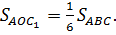 S_{AOC_1} = \frac{1}{6} S_{ABC}.